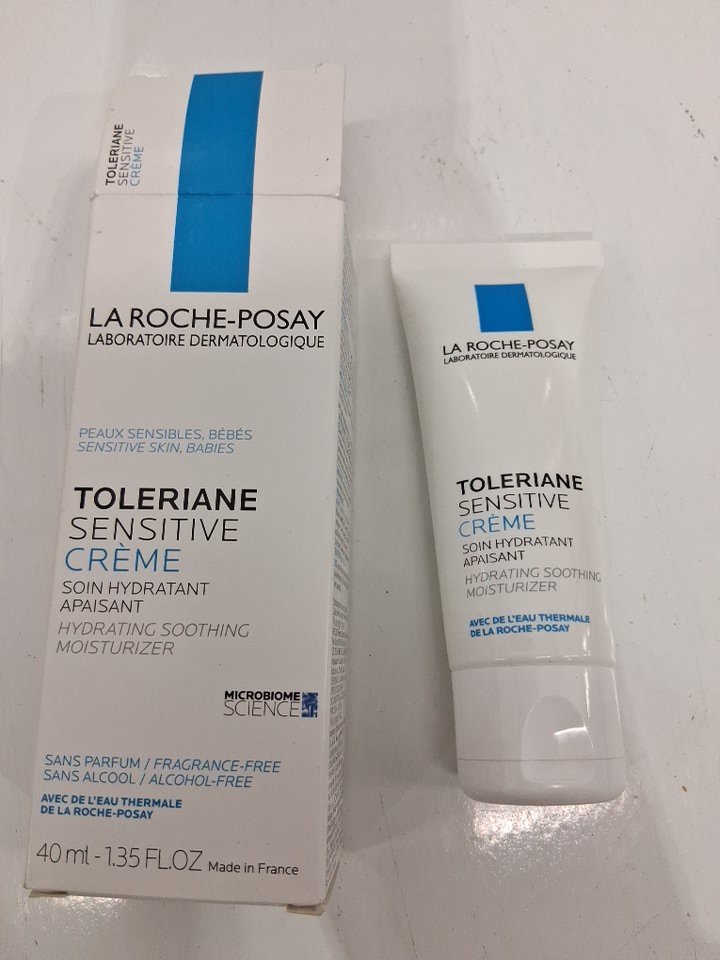 TOLERIANE
SENSITIVE
CRÈME
LA ROCHE-POSAY
LABORATOIRE DERMATOLOGIQUE
PEAUX SENSIBLES, BÉBÉS
SENSITIVE SKIN, BABIES
TOLERIANE
SENSITIVE
CRÈME
SOIN HYDRATANT
APAISANT
HYDRATING SOOTHING
MOISTURIZER
MICROBIOME
SCIENCE
SANS PARFUM / FRAGRANCE-FREE
SANS ALCOOL / ALCOHOL-FREE
AVEC DE L'EAU THERMALE
DE LA ROCHE-POSAY
40 ml - 1.35 FL.OZ Made in France
LA ROCHE-POSAY
LABORATOIRE DERMATOLOGIQUE
TOLERIANE
SENSITIVE
CRÈME
SOIN HYDRATANT
APAISANT
HYDRATING SOOTHING
MOISTURIZER
AVEC DE L'EAU THERMALE
DE LA ROCHE-POSAY